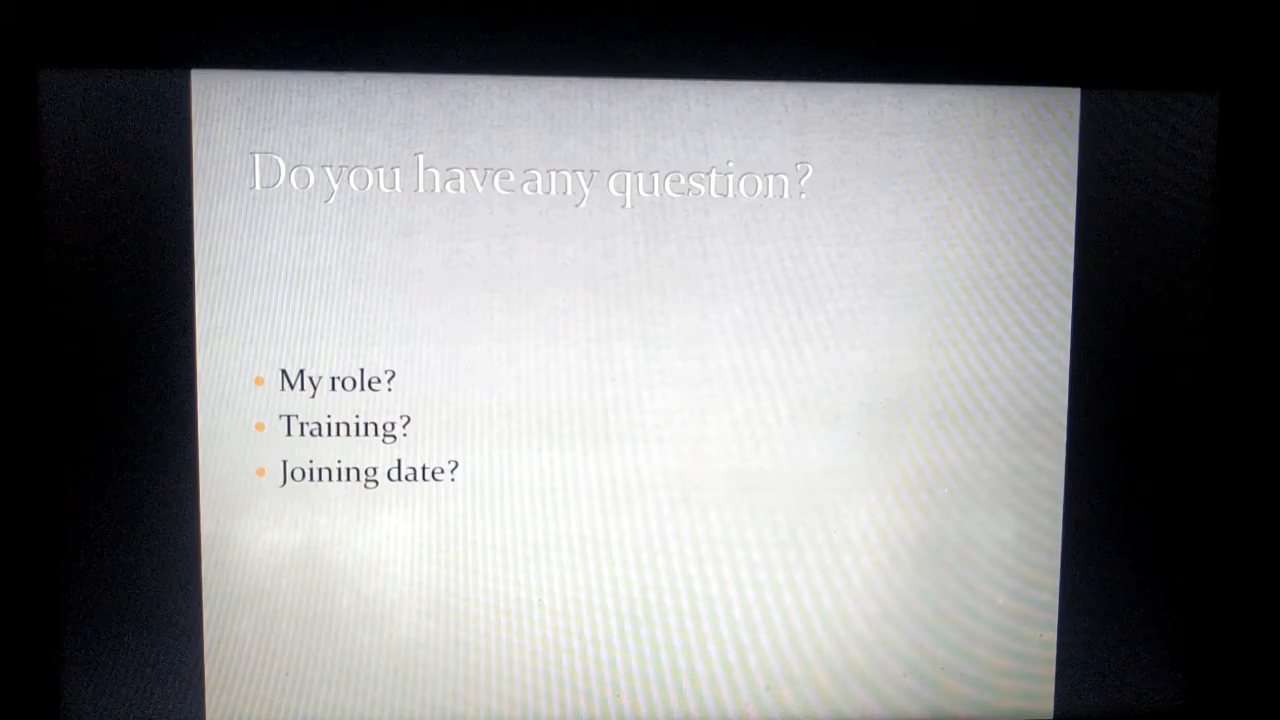 Do you have any question?
• My role?
• Training?
• Joining date?